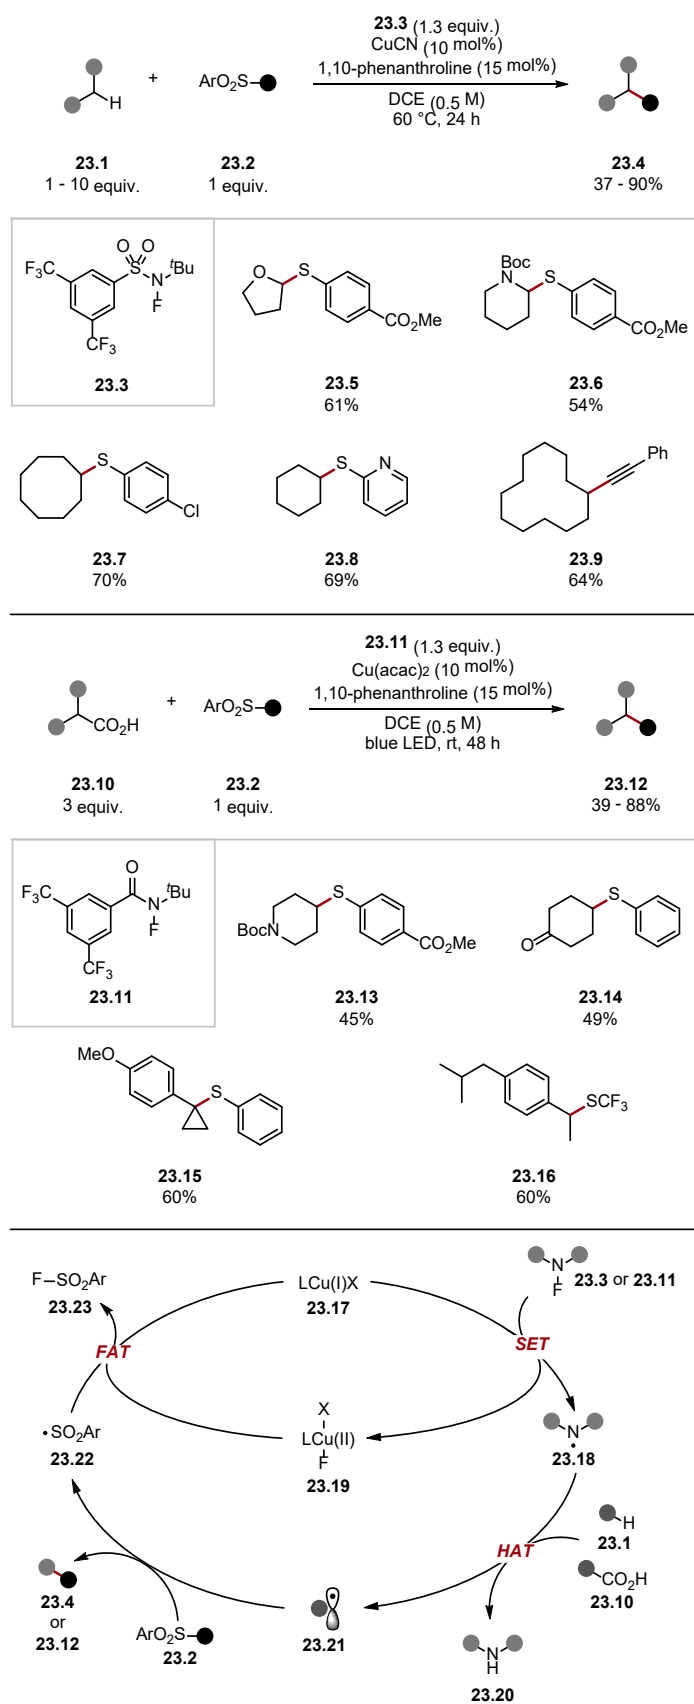 23.3 (1.3 equiv.)
CuCN (10 mol%)
1,10-phenanthroline (15 mol%)
H
+
ArO2S
DCE (0.5 M)
60 °C, 24 h
23.1
1 - 10 equiv.
23.2
1 equiv.
23.4
37 - 90%
F3C
O
O
S
N
tBu
F
CF3
23.3
O
S
CO2Me
23.5
61%
Boc
N
S
CO2Me
23.6
54%
S
Cl
23.7
70%
S
N
23.8
69%
Ph
23.9
64%
23.11 (1.3 equiv.)
Cu(acac)2 (10 mol%)
1,10-phenanthroline (15 mol%)
CO2H
+
ArO2S
DCE (0.5 M)
blue LED, rt, 48 h
23.10
3 equiv.
23.2
1 equiv.
23.12
39 - 88%
F3C
O
N
tBu
F
CF3
23.11
BocN
S
CO2Me
23.13
45%
O
S
23.14
49%
MeO
S
23.15
60%
SCF3
23.16
60%
F–SO2Ar
23.23
LCu(I)X
23.17
N
F
23.3 or 23.11
FAT
SET
•SO2Ar
23.22
X
LCu(II)
F
23.19
N
•
23.18
H
23.1
HAT
CO2H
23.10
23.4
or
23.12
ArO2S
23.2
23.21
N
H
23.20